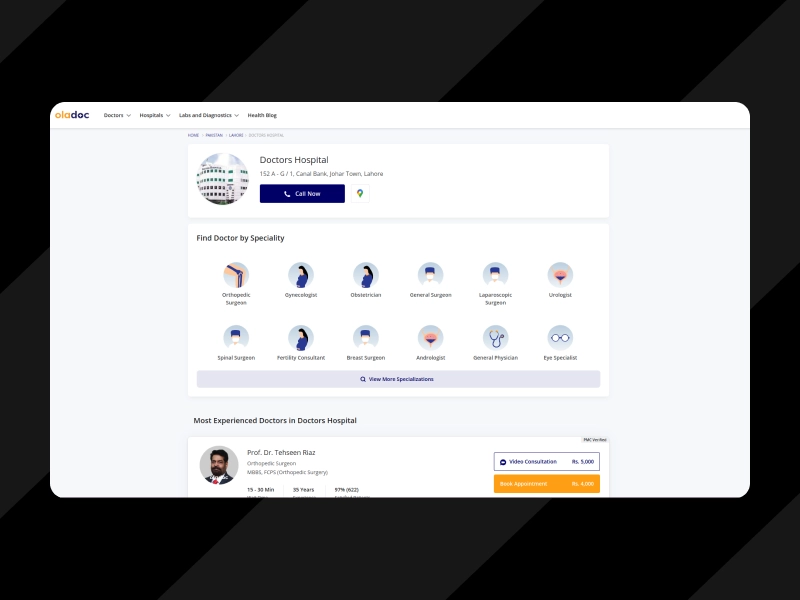 oladoc
Doctors Hospitals Labs and Diagnostics Health Blog
HOME > PAKISTAN > LAHORE > DOCTORS HOSPITAL
Doctors Hospital
152 A - G / 1, Canal Bank, Johar Town, Lahore
Call Now
Find Doctor by Speciality
Orthopedic Surgeon
Gynecologist
Obstetrician
General Surgeon
Laparoscopic Surgeon
Urologist
Spinal Surgeon
Fertility Consultant
Breast Surgeon
Andrologist
General Physician
Eye Specialist
View More Specializations
Most Experienced Doctors in Doctors Hospital
PMC Verified
Prof. Dr. Tehseen Riaz
Orthopedic Surgeon
MBBS, FCPS (Orthopedic Surgery)
15 - 30 Min 35 Years 97% (622)
Video Consultation Rs. 5,000
Book Appointment Rs. 4,000